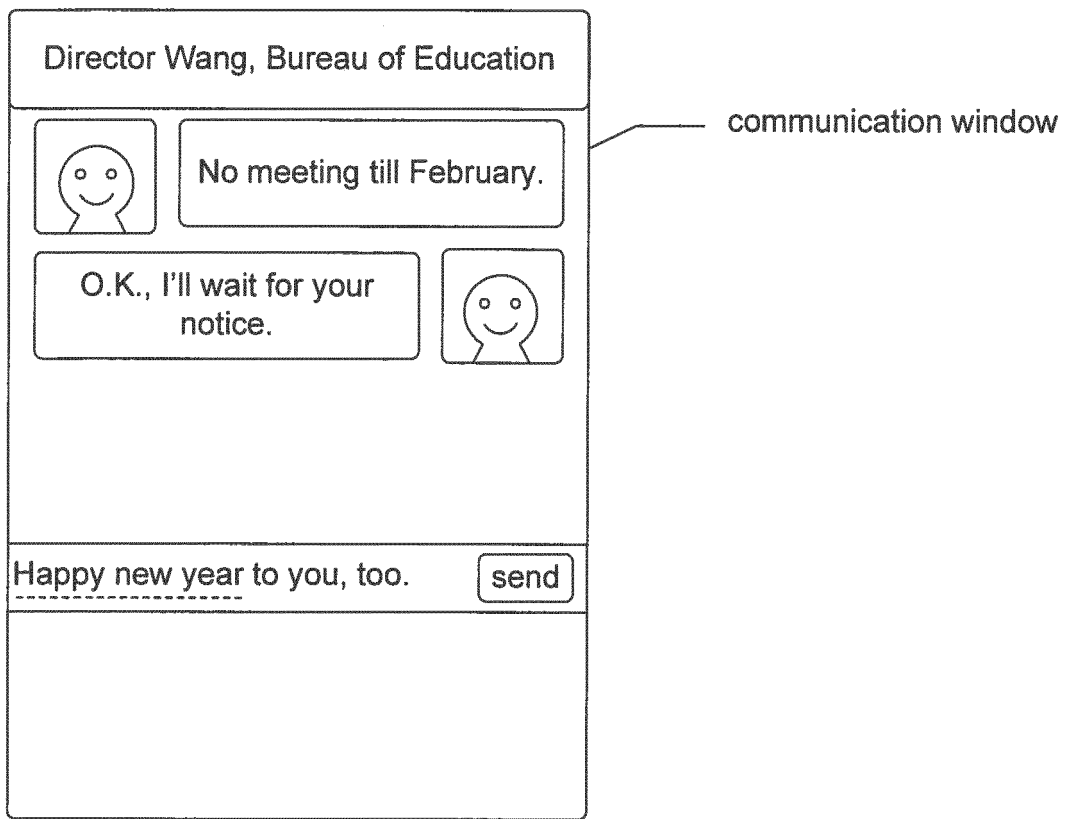 Director Wang, Bureau of Education
communication window
No meeting till February.
O.K., I'll wait for your
notice.
Happy new year to you, too.
send